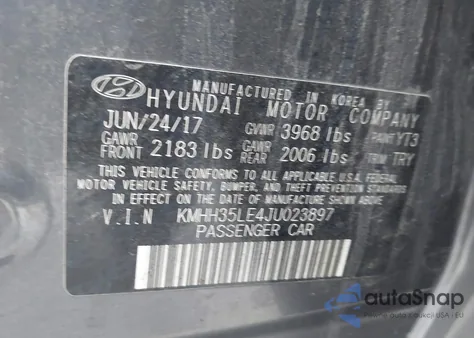 MANUFACTURED IN KOREA BY
HYUNDAI MOTOR COMPANY
JUN/24/17 GVWR 3968 lbs PAINT YT3
GAWR FRONT 2183 lbs GAWR REAR 2006 lbs TRIM TRY
THIS VEHICLE CONFORMS TO ALL APPLICABLE FEDERAL
MOTOR VEHICLE SAFETY, BUMPER, AND THEFT PREVENTION STANDARDS
IN EFFECT ON THE DATE OF MANUFACTURE SHOWN ABOVE
V.I.N KMHH35LE4JU023897
PASSENGER CAR
autoSnap